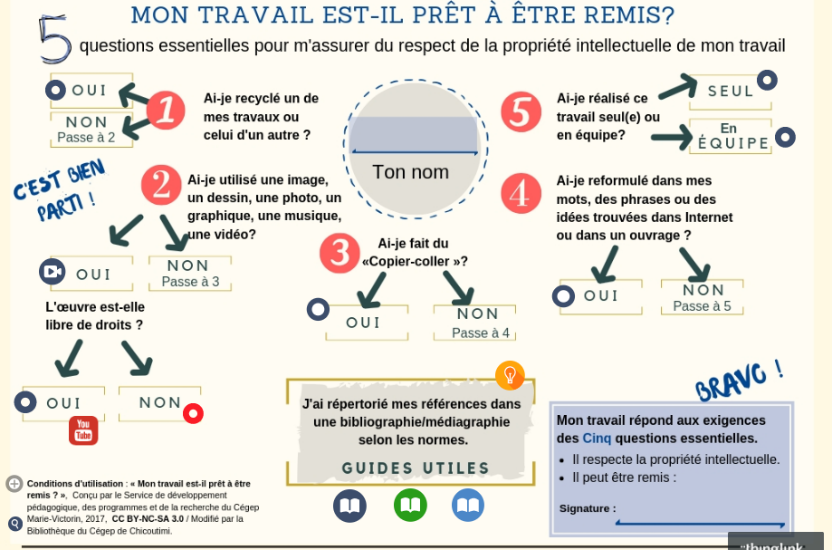 MON TRAVAIL EST-IL PRÊT À ÊTRE REMIS?
5 questions essentielles pour m'assurer du respect de la propriété intellectuelle de mon travail
1
Ai-je recyclé un de
mes travaux ou
celui d'un autre ?
OUI
NON
Passe à 2
C'EST BIEN
PARTI !
2
Ai-je utilisé une image,
un dessin, une photo, un
graphique, une musique,
une vidéo?
OUI
NON
Passe à 3
L'œuvre est-elle
libre de droits ?
OUI
NON
You
Tube
Ton nom
3
Ai-je fait du
«Copier-coller »?
OUI
NON
Passe à 4
4
Ai-je reformulé dans mes
mots, des phrases ou des
idées trouvées dans Internet
ou dans un ouvrage ?
OUI
NON
Passe à 5
5
Ai-je réalisé ce
travail seul(e) ou
en équipe?
SEUL
En
ÉQUIPE
J'ai répertorié mes références dans
une bibliographie/médiagraphie
selon les normes.
GUIDES UTILES
BRAVO !
Mon travail répond aux exigences
des Cinq questions essentielles.
• Il respecte la propriété intellectuelle.
• Il peut être remis :
Signature :
Conditions d'utilisation : « Mon travail est-il prêt à être
remis ? », Conçu par le Service de développement
pédagogique, des programmes et de la recherche du Cégep
Marie-Victorin, 2017, CC BY-NC-SA 3.0 / Modifié par la
Bibliothèque du Cégep de Chicoutimi.
thinglink